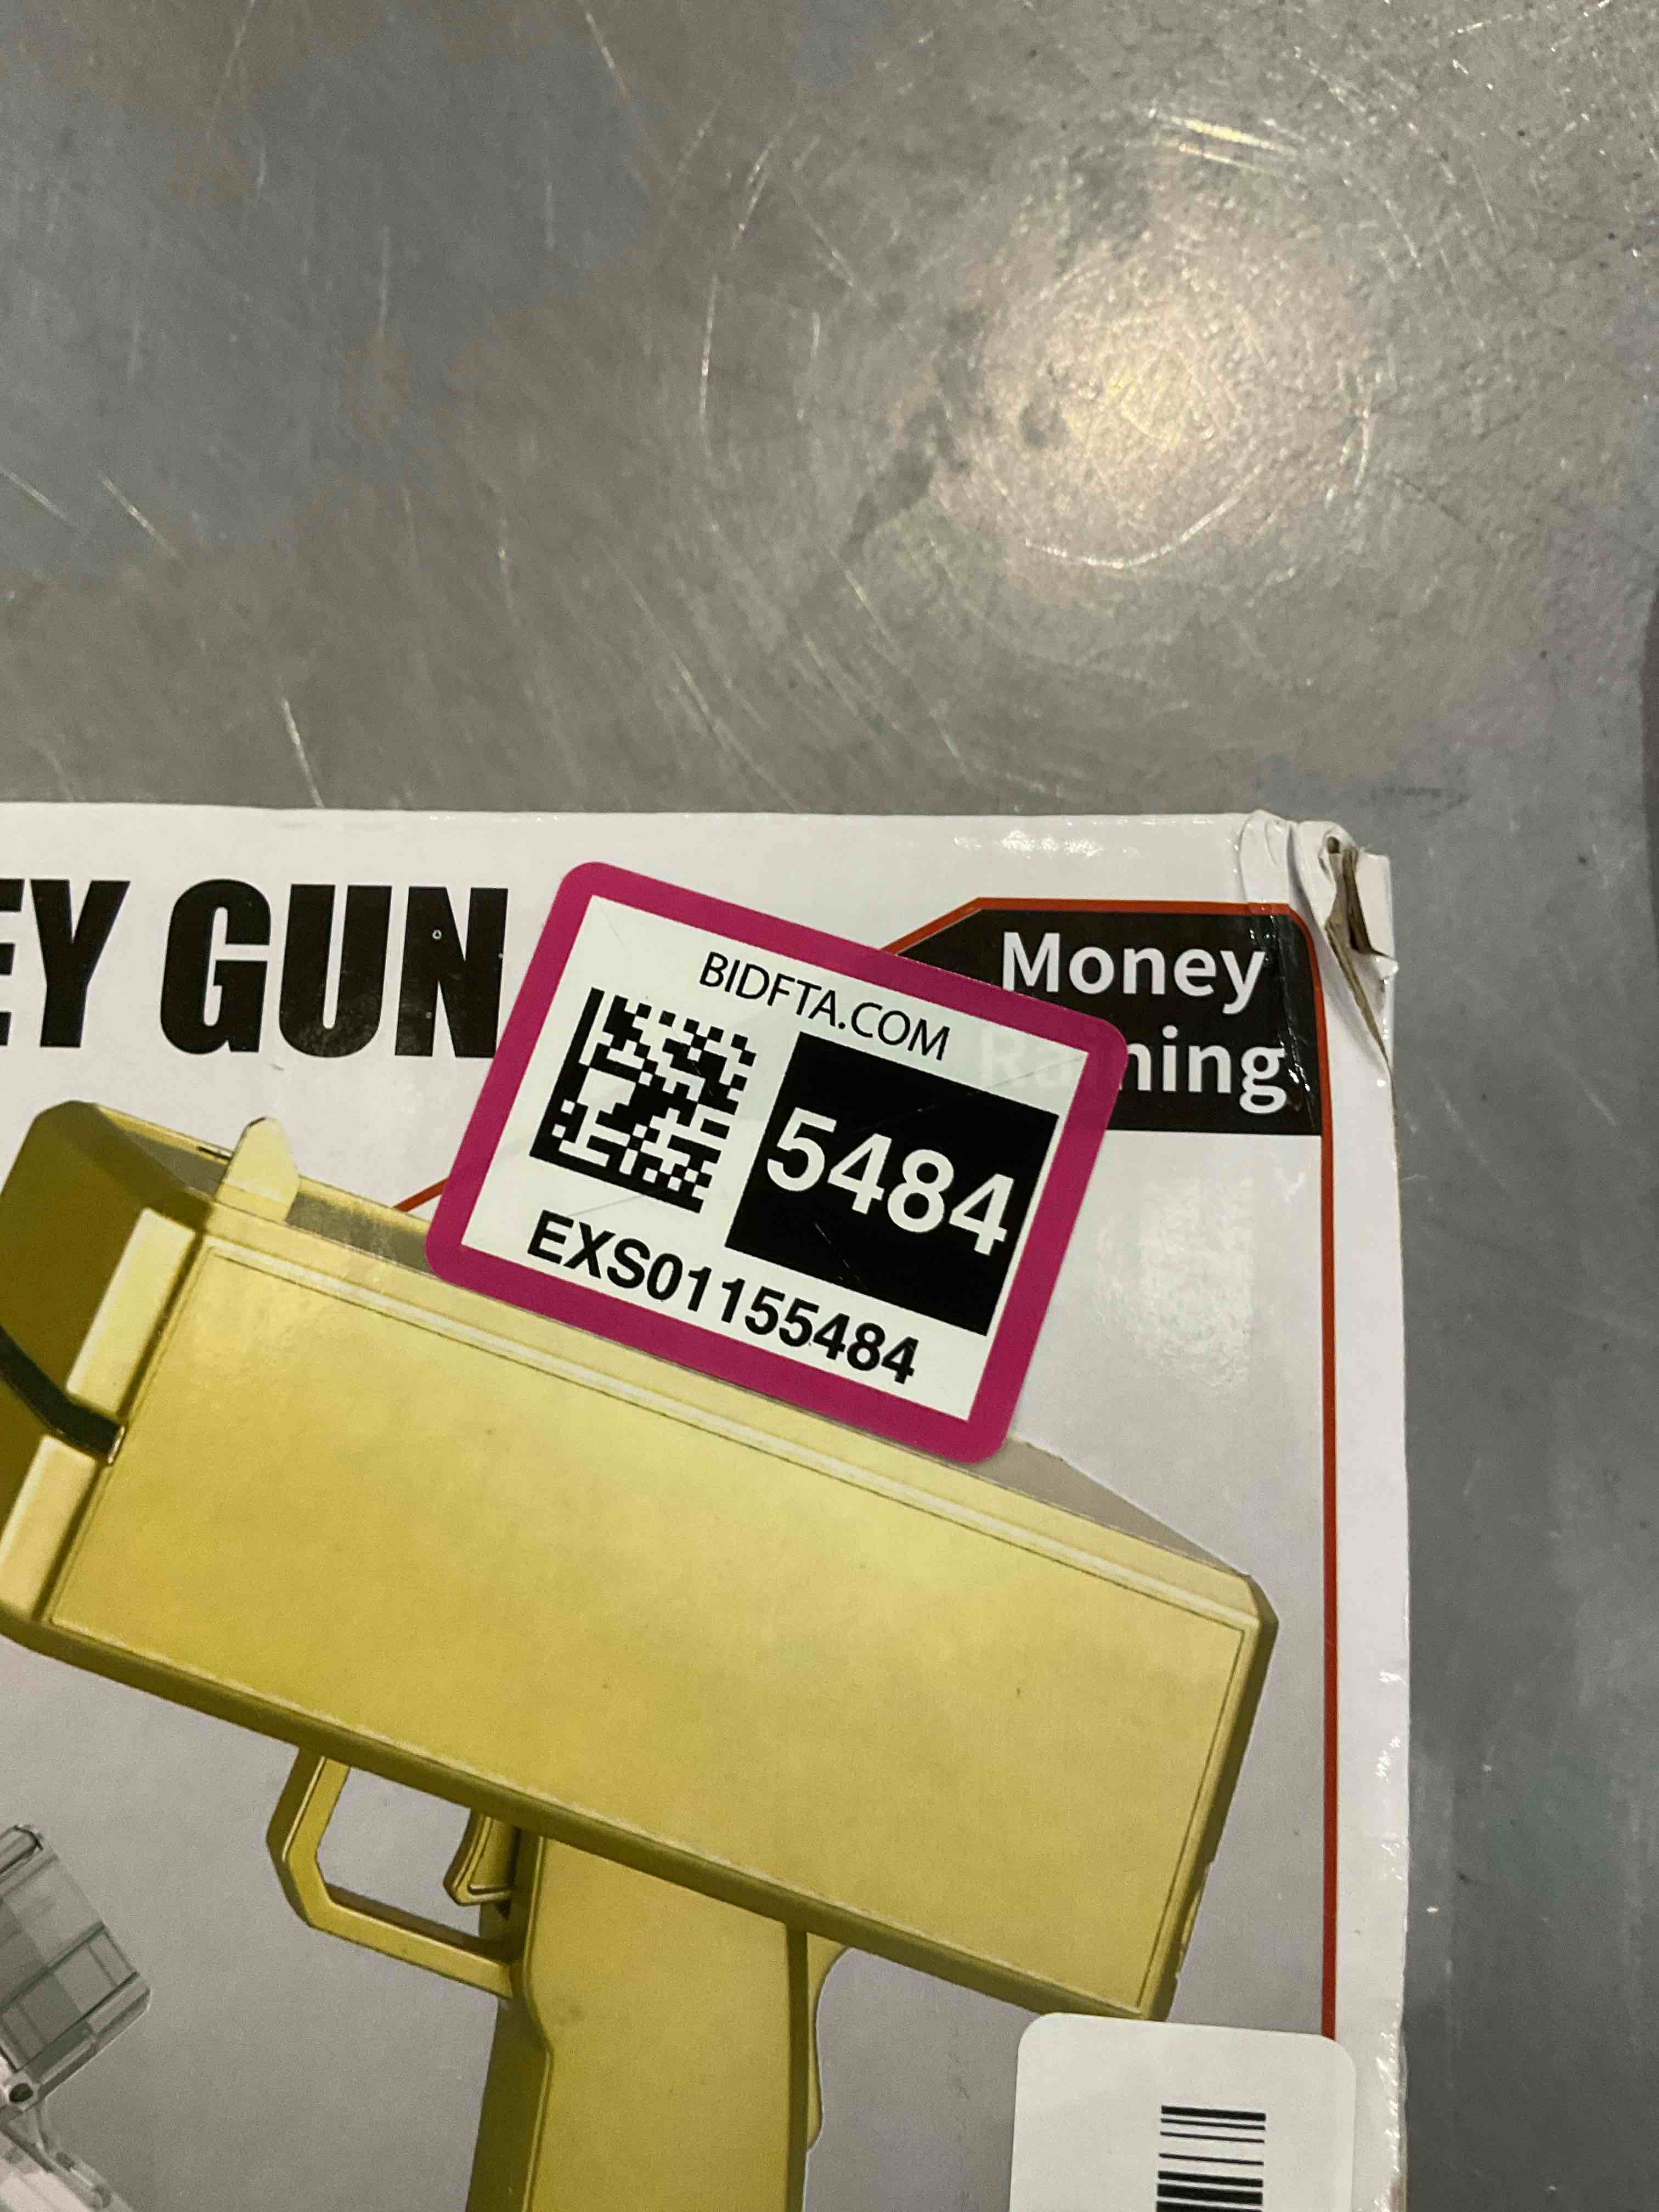 EY GUN
Money
Raining
BIDFTA.COM
5484
EXS01155484